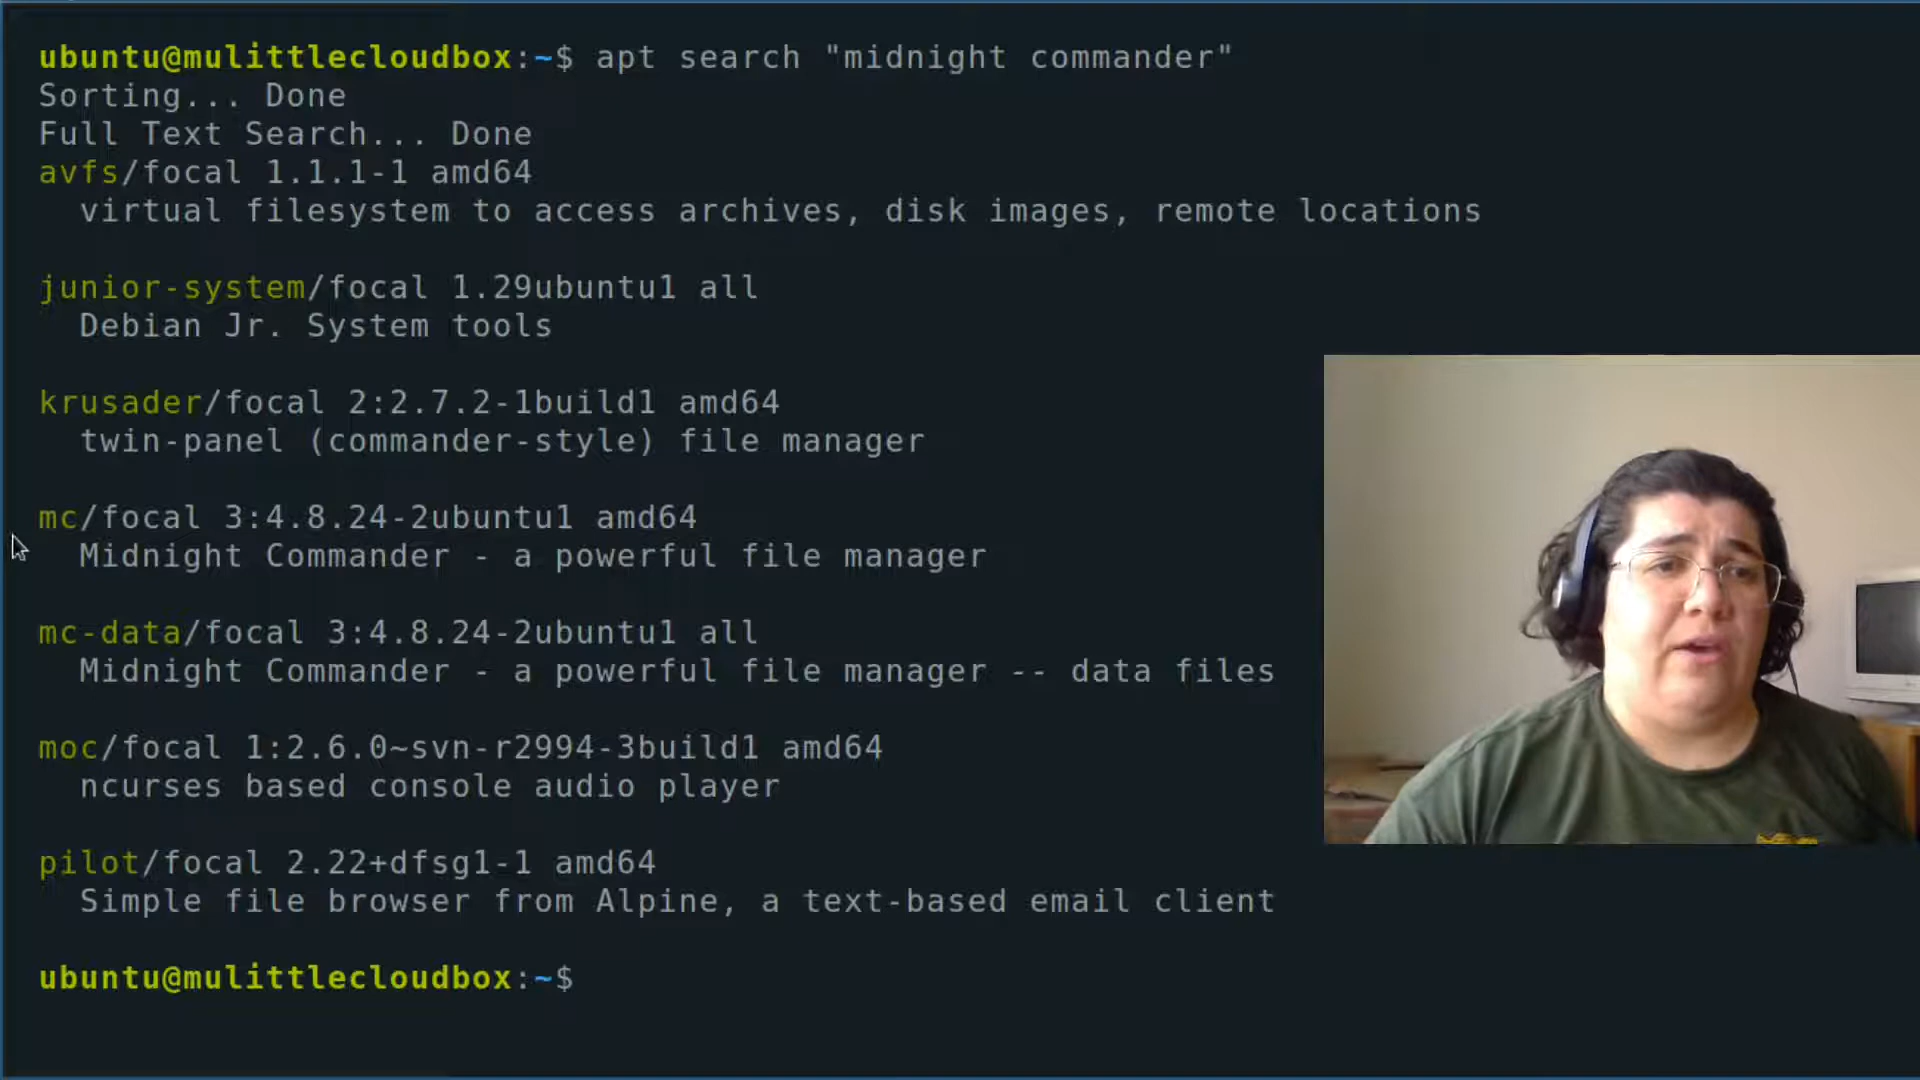 ubuntu@mulittlecloudbox:~$ apt search "midnight commander"
Sorting... Done
Full Text Search... Done
avfs/focal 1.1.1-1 amd64
  virtual filesystem to access archives, disk images, remote locations
junior-system/focal 1.29ubuntu1 all
  Debian Jr. System tools
krusader/focal 2:2.7.2-1build1 amd64
  twin-panel (commander-style) file manager
mc/focal 3:4.8.24-2ubuntu1 amd64
  Midnight Commander - a powerful file manager
mc-data/focal 3:4.8.24-2ubuntu1 all
  Midnight Commander - a powerful file manager -- data files
moc/focal 1:2.6.0~svn-r2994-3build1 amd64
  ncurses based console audio player
pilot/focal 2.22+dfsg1-1 amd64
  Simple file browser from Alpine, a text-based email client
ubuntu@mulittlecloudbox:~$